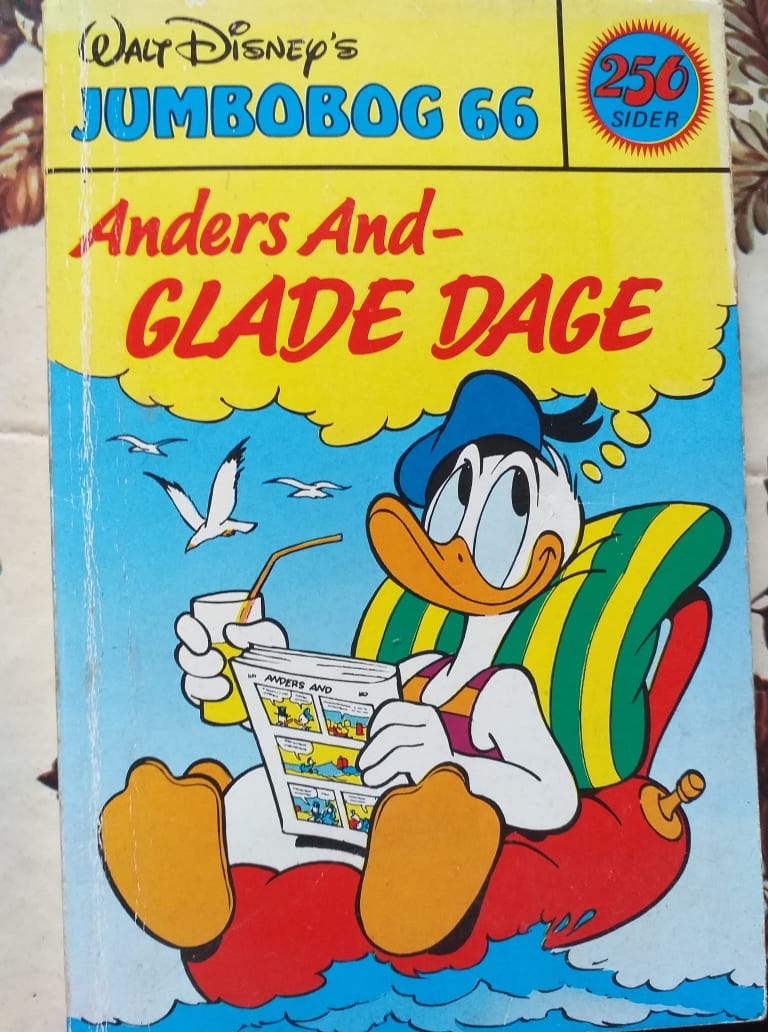 WALT DISNEY'S
JUMBOBOG 66
256
SIDER
Anders And-
GLADE DAGE
ANDERS AND